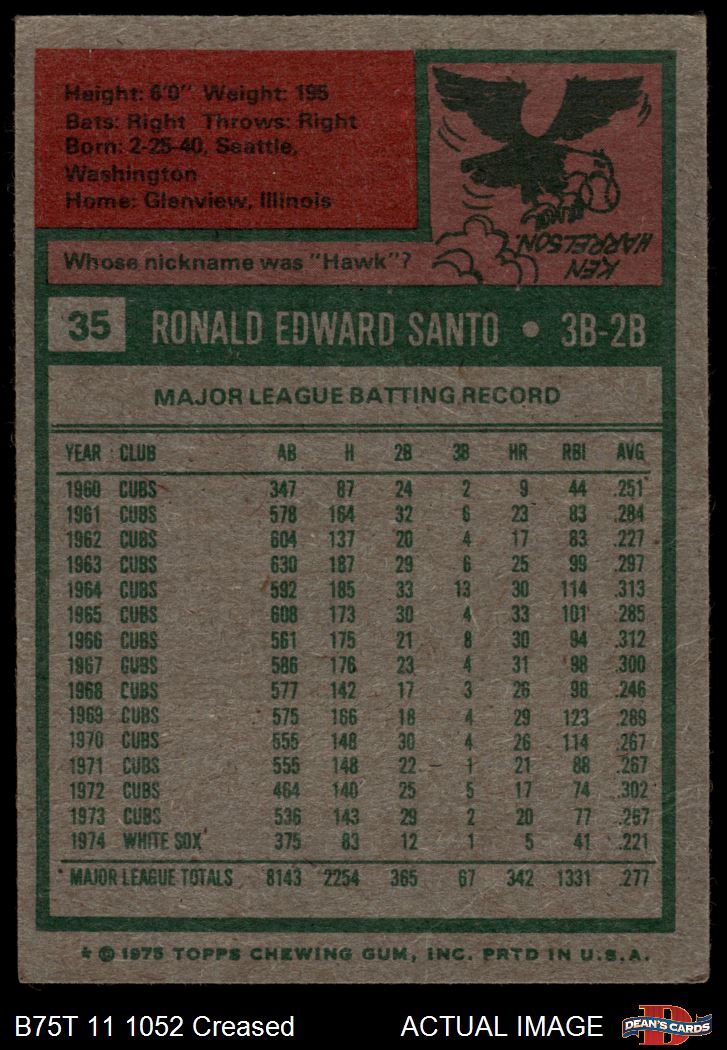 Height: 6'0" Weight: 195
Bats: Right Throws: Right
Born: 2-25-40, Seattle,
Washington
Home: Glenview, Illinois
Whose nickname was "Hawk"?
KEN
HARRELSON
35 RONALD EDWARD SANTO • 3B-2B
MAJOR LEAGUE BATTING RECORD
YEAR CLUB AB H 2B 3B HR RBI AVG
1960 CUBS 347 87 24 2 9 44 .251
1961 CUBS 578 164 32 6 23 83 .284
1962 CUBS 604 137 20 4 17 83 .227
1963 CUBS 630 187 29 6 25 99 .297
1964 CUBS 592 185 33 13 30 114 .313
1965 CUBS 608 173 30 4 33 101 .285
1966 CUBS 561 175 21 8 30 94 .312
1967 CUBS 586 176 23 4 31 98 .300
1968 CUBS 577 142 17 3 26 98 .246
1969 CUBS 575 166 18 4 29 123 .289
1970 CUBS 555 148 30 4 26 114 .267
1971 CUBS 555 148 22 1 21 88 .267
1972 CUBS 464 140 25 5 17 74 .302
1973 CUBS 536 143 29 2 20 77 .267
1974 WHITE SOX 375 83 12 1 5 41 .221
MAJOR LEAGUE TOTALS 8143 2254 365 67 342 1331 .277
* © 1975 TOPPS CHEWING GUM, INC. PRTD IN U.S.A.
B75T 11 1052 Creased ACTUAL IMAGE
DEAN'S CARDS